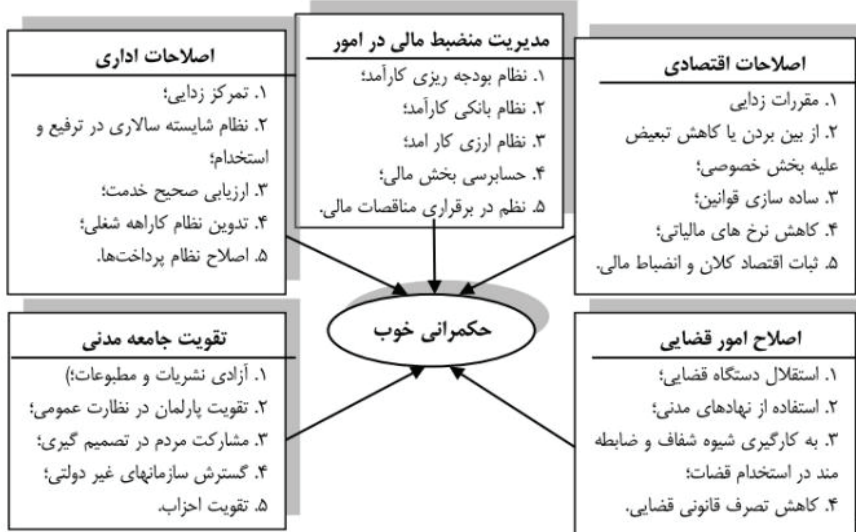 اصلاحات اقتصادی
۱. مقررات زدایی
۲. از بین بردن یا کاهش تبعیض
علیه بخش خصوصی؛
۳. ساده سازی قوانین؛
۴. کاهش نرخ های مالیاتی؛
۵. ثبات اقتصاد کلان و انضباط مالی.
مدیریت منضبط مالی در امور
۱. نظام بودجه ریزی کارآمد؛
۲. نظام بانکی کارآمد؛
۳. نظام ارزی کار امد؛
۴. حسابرسی بخش مالی؛
۵. نظم در برقراری مناقصات مالی.
اصلاحات اداری
۱. تمرکز زدایی؛
۲. نظام شایسته سالاری در ترفیع و
استخدام؛
۳. ارزیابی صحیح خدمت؛
۴. تدوین نظام کاراهه شغلی؛
۵. اصلاح نظام پرداخت‌ها.
حکمرانی خوب
اصلاح امور قضایی
۱. استقلال دستگاه قضایی؛
۲. استفاده از نهادهای مدنی؛
۳. به کارگیری شیوه شفاف و ضابطه
مند در استخدام قضات؛
۴. کاهش تصرف قانونی قضایی.
تقویت جامعه مدنی
۱. آزادی نشریات و مطبوعات؛)
۲. تقویت پارلمان در نظارت عمومی؛
۳. مشارکت مردم در تصمیم گیری؛
۴. گسترش سازمانهای غیر دولتی؛
۵. تقویت احزاب.